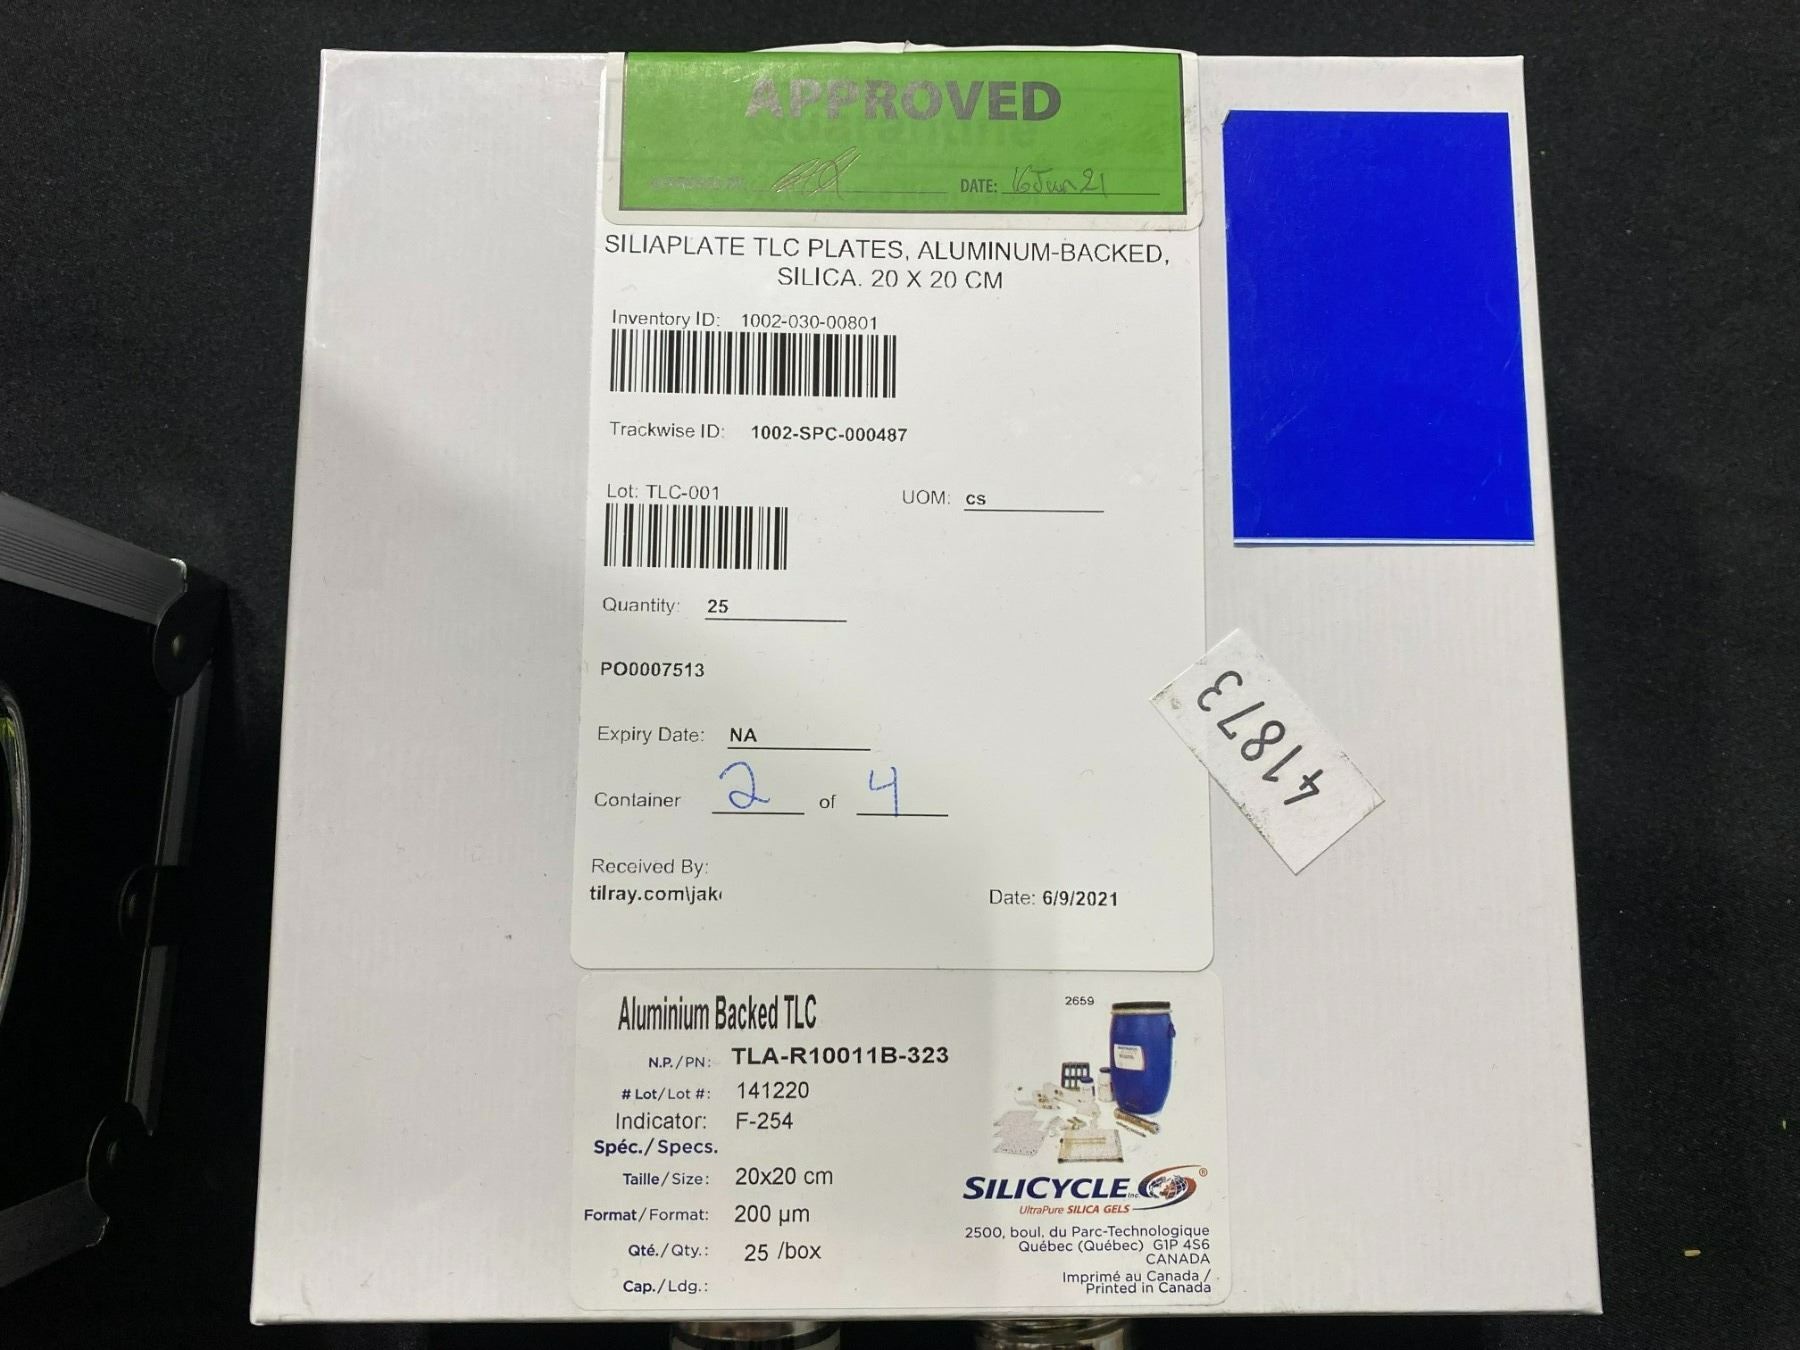 APPROVED
DATE: 16 Jun 21
SILIAPLATE TLC PLATES, ALUMINUM-BACKED,
SILICA. 20 X 20 CM
Inventory ID: 1002-030-00801
Trackwise ID: 1002-SPC-000487
Lot: TLC-001
UOM: cs
Quantity: 25
PO0007513
Expiry Date: NA
Container 2 of 4
Received By:
tilray.com\jak
Date: 6/9/2021
41873
Aluminium Backed TLC
2659
N.P./PN: TLA-R10011B-323
# Lot/Lot #: 141220
Indicator: F-254
Spéc./Specs.
Taille/Size: 20x20 cm
Format/Format: 200 µm
Qté./Qty.: 25 /box
Cap./Ldg.:
SILICYCLE Inc. ®
UltraPure SILICA GELS
2500, boul. du Parc-Technologique
Québec (Québec) G1P 4S6
CANADA
Imprimé au Canada /
Printed in Canada